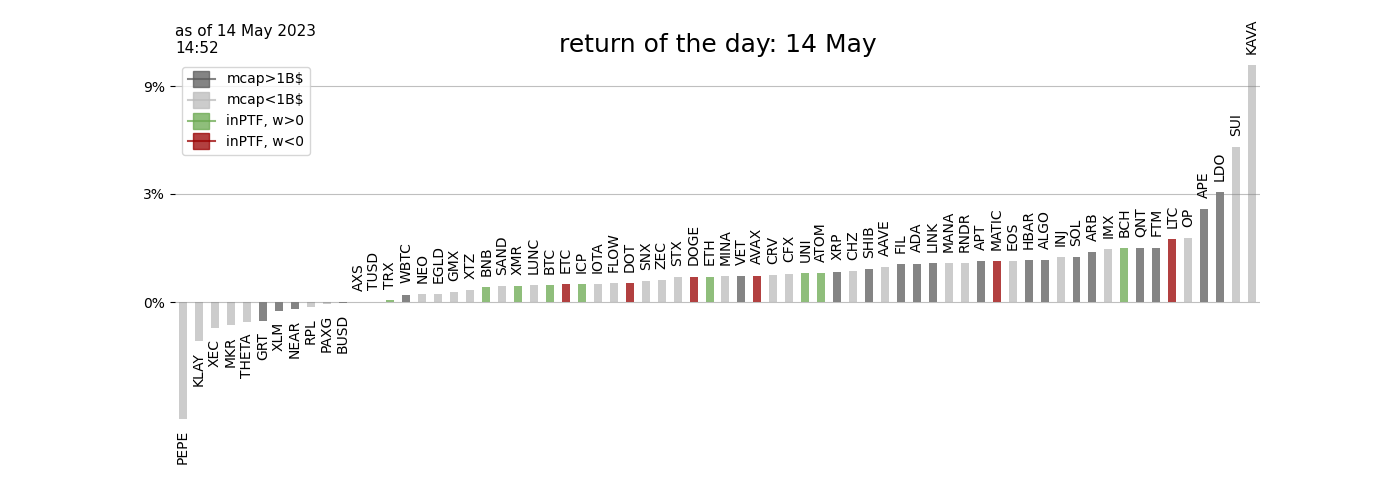 as of 14 May 2023
14:52
return of the day: 14 May
mcap>1B$
mcap<1B$
inPTF, w>0
inPTF, w<0
9%
3%
0%
PEPE
KLAY
XEC
MKR
THETA
GRT
XLM
NEAR
RPL
PAXG
BUSD
AXS
TUSD
TRX
WBTC
NEO
EGLD
GMX
XTZ
BNB
SAND
XMR
LUNC
BTC
ETC
ICP
IOTA
FLOW
DOT
SNX
ZEC
STX
DOGE
ETH
MINA
VET
AVAX
CRV
CFX
UNI
ATOM
XRP
CHZ
SHIB
AAVE
FIL
ADA
LINK
MANA
RNDR
APT
MATIC
EOS
HBAR
ALGO
INJ
SOL
ARB
IMX
BCH
QNT
FTM
LTC
OP
APE
LDO
SUI
KAVA